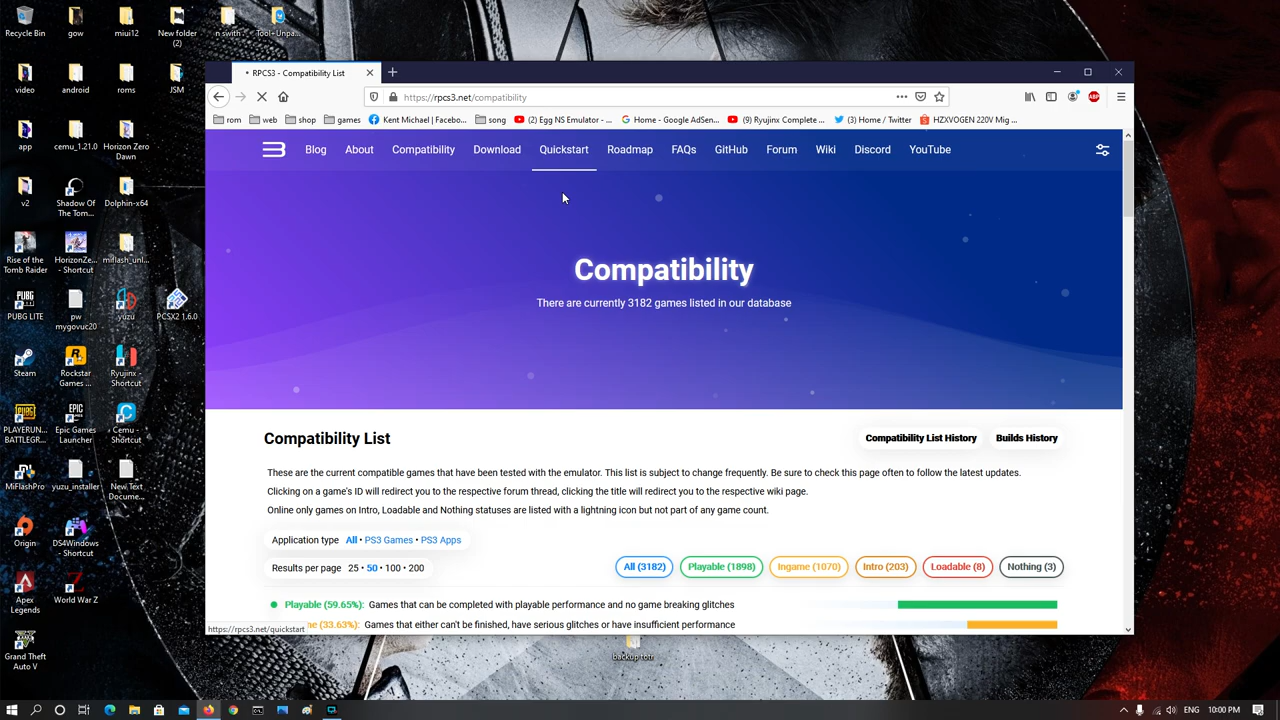 Recycle Bin
gow
miui12
New folder (2)
n swith
Tool+Unpa...
video
android
roms
JSM
app
cemu_1.21.0
Horizon Zero Dawn
v2
Shadow Of The Tom...
Dolphin-x64
Rise of the Tomb Raider
HorizonZe... - Shortcut
miflash_unl...
PUBG LITE
pw mygovuc20
yuzu
PCSX2 1.6.0
Steam
Rockstar Games ...
Ryujinx - Shortcut
PLAYERUN... BATTLEGR...
Epic Games Launcher
Cemu - Shortcut
MiFlashPro
yuzu_installer
New Text Docume...
Origin
DS4Windows - Shortcut
Apex Legends
World War Z
Grand Theft Auto V
RPCS3 - Compatibility List
https://rpcs3.net/compatibility
rom
web
shop
games
Kent Michael | Facebo...
song
(2) Egg NS Emulator - ...
Home - Google AdSen...
(9) Ryujinx Complete ...
(3) Home / Twitter
HZXVOGEN 220V Mig ...
ABP
Blog About Compatibility Download Quickstart Roadmap FAQs GitHub Forum Wiki Discord YouTube
Compatibility
There are currently 3182 games listed in our database
Compatibility List
Compatibility List History
Builds History
These are the current compatible games that have been tested with the emulator. This list is subject to change frequently. Be sure to check this page often to follow the latest updates.
Clicking on a game's ID will redirect you to the respective forum thread, clicking the title will redirect you to the respective wiki page.
Online only games on Intro, Loadable and Nothing statuses are listed with a lightning icon but not part of any game count.
Application type All • PS3 Games • PS3 Apps
Results per page 25 • 50 • 100 • 200
All (3182) Playable (1898) Ingame (1070) Intro (203) Loadable (8) Nothing (3)
Playable (59.65%): Games that can be completed with playable performance and no game breaking glitches
ne (33.63%): Games that either can't be finished, have serious glitches or have insufficient performance
https://rpcs3.net/quickstart
backup totr
ENG
10:00 PM